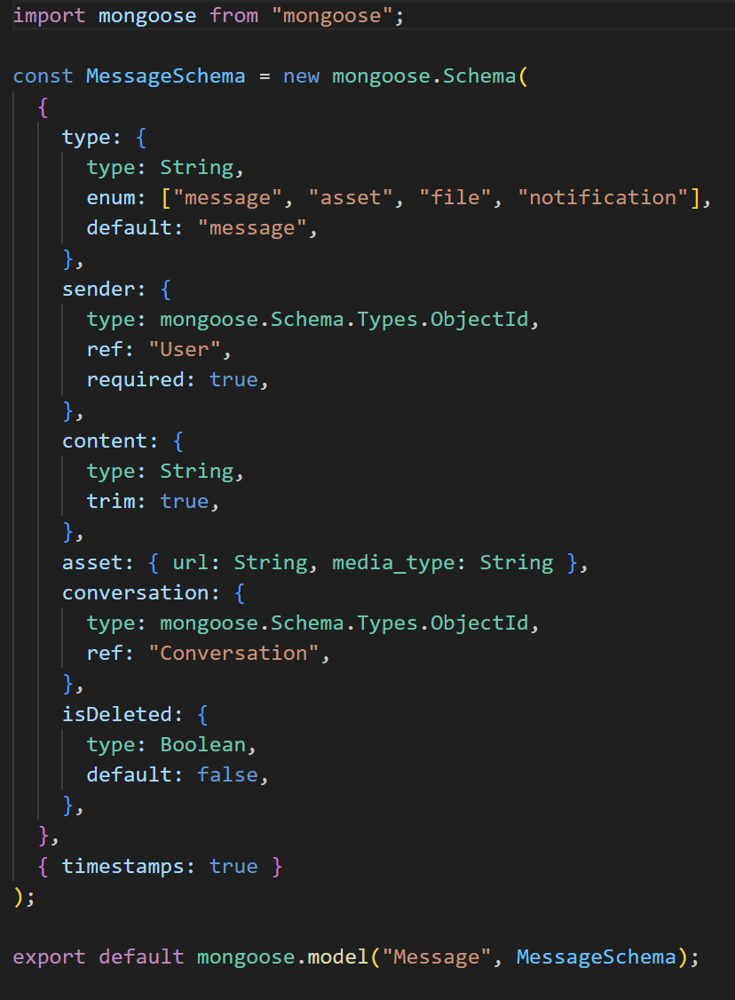 import mongoose from "mongoose";

const MessageSchema = new mongoose.Schema(
  {
    type: {
      type: String,
      enum: ["message", "asset", "file", "notification"],
      default: "message",
    },
    sender: {
      type: mongoose.Schema.Types.ObjectId,
      ref: "User",
      required: true,
    },
    content: {
      type: String,
      trim: true,
    },
    asset: { url: String, media_type: String },
    conversation: {
      type: mongoose.Schema.Types.ObjectId,
      ref: "Conversation",
    },
    isDeleted: {
      type: Boolean,
      default: false,
    },
  },
  { timestamps: true }
);

export default mongoose.model("Message", MessageSchema);